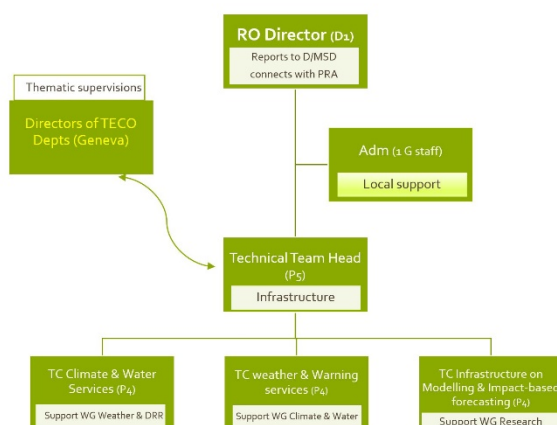 RO Director (D1)
Reports to D/MSD
connects with PRA
Thematic supervisions
Directors of TECO
Depts (Geneva)
Adm (1 G staff)
Local support
Technical Team Head
(P5)
Infrastructure
TC Climate & Water
Services (P4)
Support WG Weather & DRR
TC weather & Warning
services (P4)
Support WG Climate & Water
TC Infrastructure on
Modelling & Impact-based
forecasting (P4)
Support WG Research